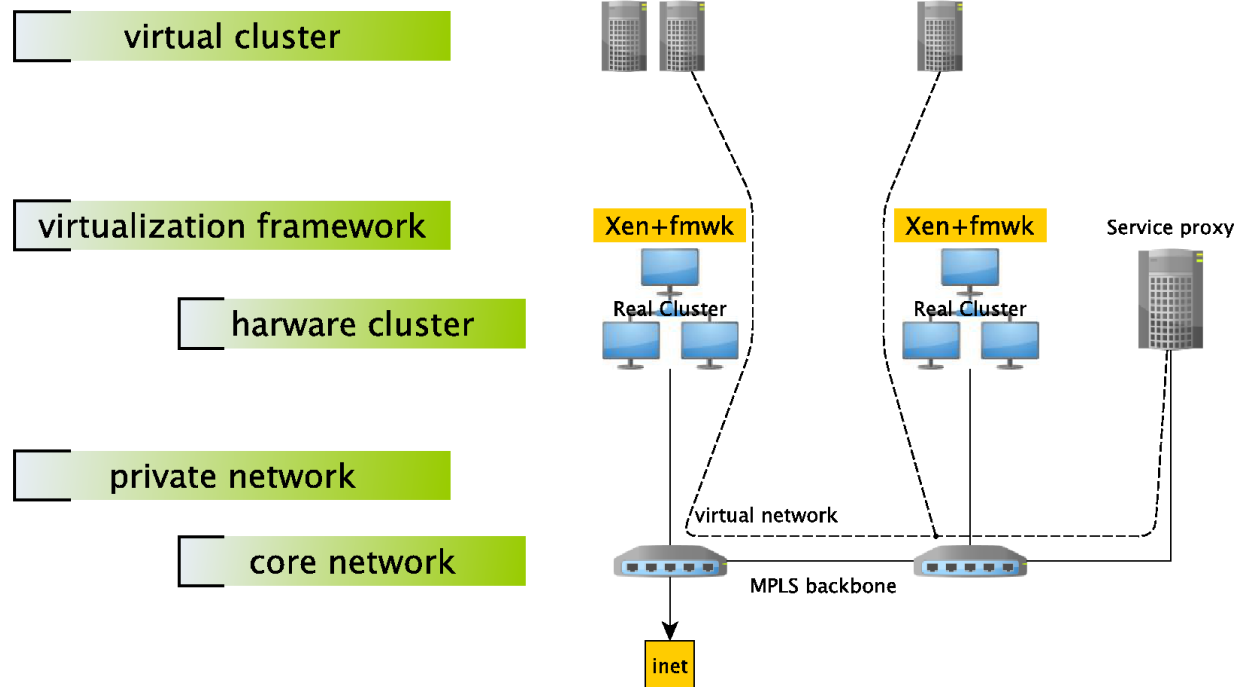 virtual cluster
virtualization framework
Xen+fmwk
Xen+fmwk
Service proxy
harware cluster
Real Cluster
Real Cluster
private network
virtual network
core network
MPLS backbone
inet